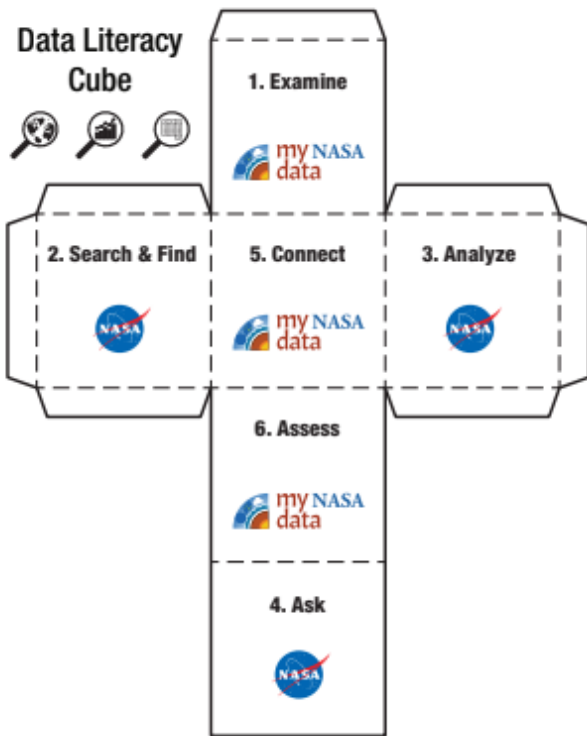 Data Literacy
Cube
1. Examine
my NASA
data
2. Search & Find
5. Connect
3. Analyze
NASA
my NASA
data
NASA
6. Assess
my NASA
data
4. Ask
NASA